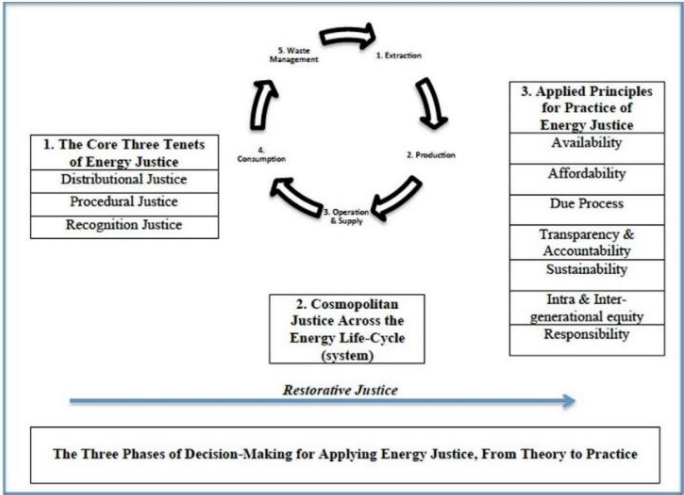 5. Waste
Management
1. Extraction
2. Production
3. Operation
& Supply
4.
Consumption
1. The Core Three Tenets
of Energy Justice
Distributional Justice
Procedural Justice
Recognition Justice
2. Cosmopolitan
Justice Across the
Energy Life-Cycle
(system)
3. Applied Principles
for Practice of
Energy Justice
Availability
Affordability
Due Process
Transparency &
Accountability
Sustainability
Intra & Inter-
generational equity
Responsibility
Restorative Justice
The Three Phases of Decision-Making for Applying Energy Justice, From Theory to Practice